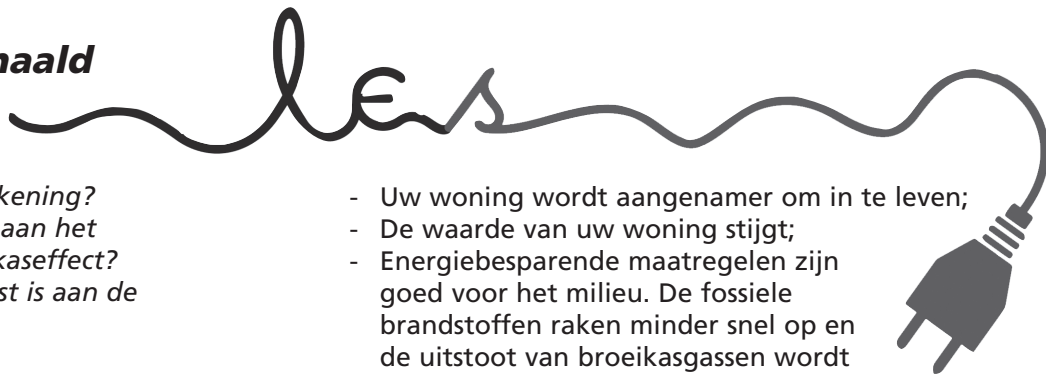 naald
les
kening?
aan het
kaseffect?
st is aan de
- Uw woning wordt aangenamer om in te leven;
- De waarde van uw woning stijgt;
- Energiebesparende maatregelen zijn
goed voor het milieu. De fossiele
brandstoffen raken minder snel op en
de uitstoot van broeikasgassen wordt